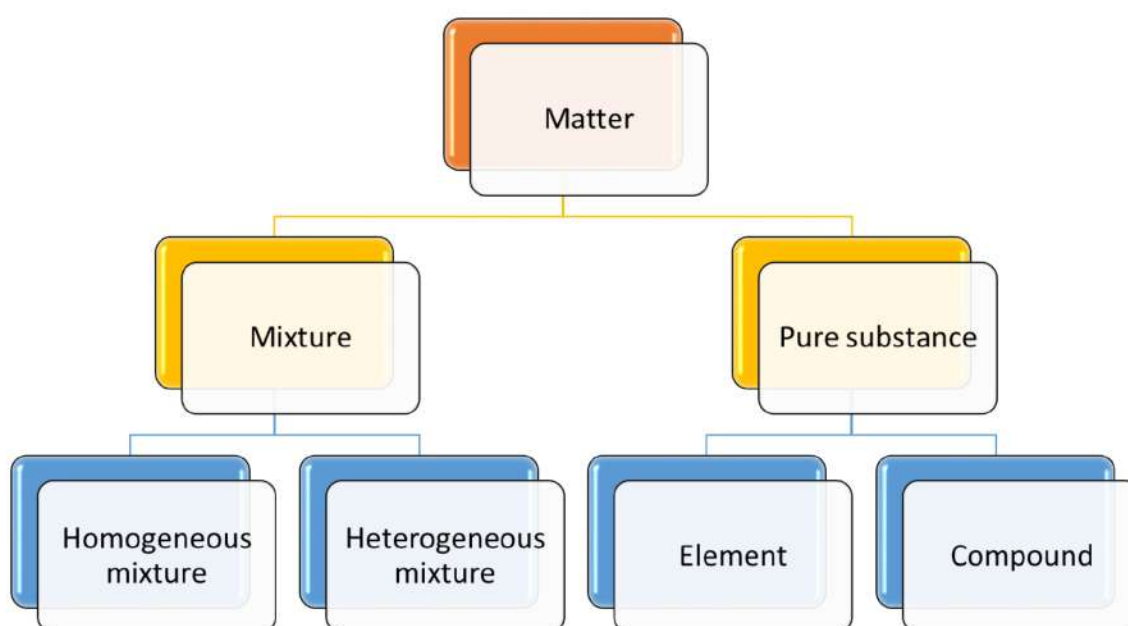 Matter
Mixture
Pure substance
Homogeneous
mixture
Heterogeneous
mixture
Element
Compound